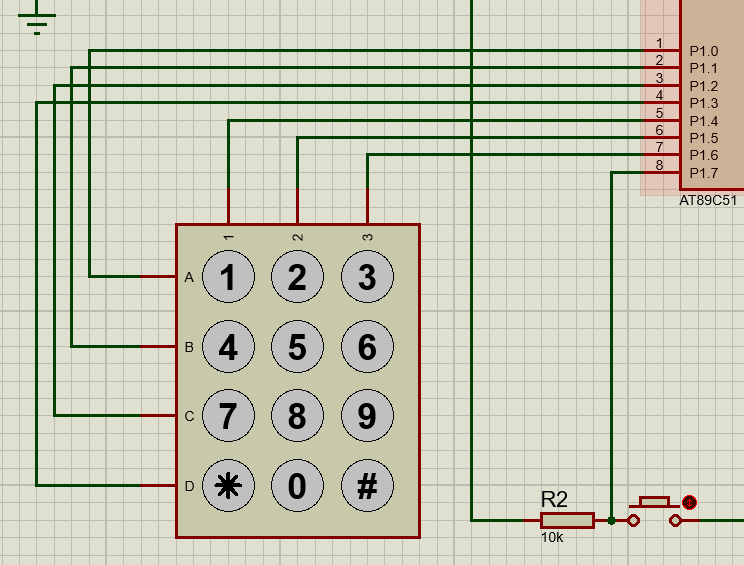 1 P1.0
2 P1.1
3 P1.2
4 P1.3
5 P1.4
6 P1.5
7 P1.6
8 P1.7
AT89C51
1 2 3
A 1 2 3
B 4 5 6
C 7 8 9
D * 0 #
R2
10k